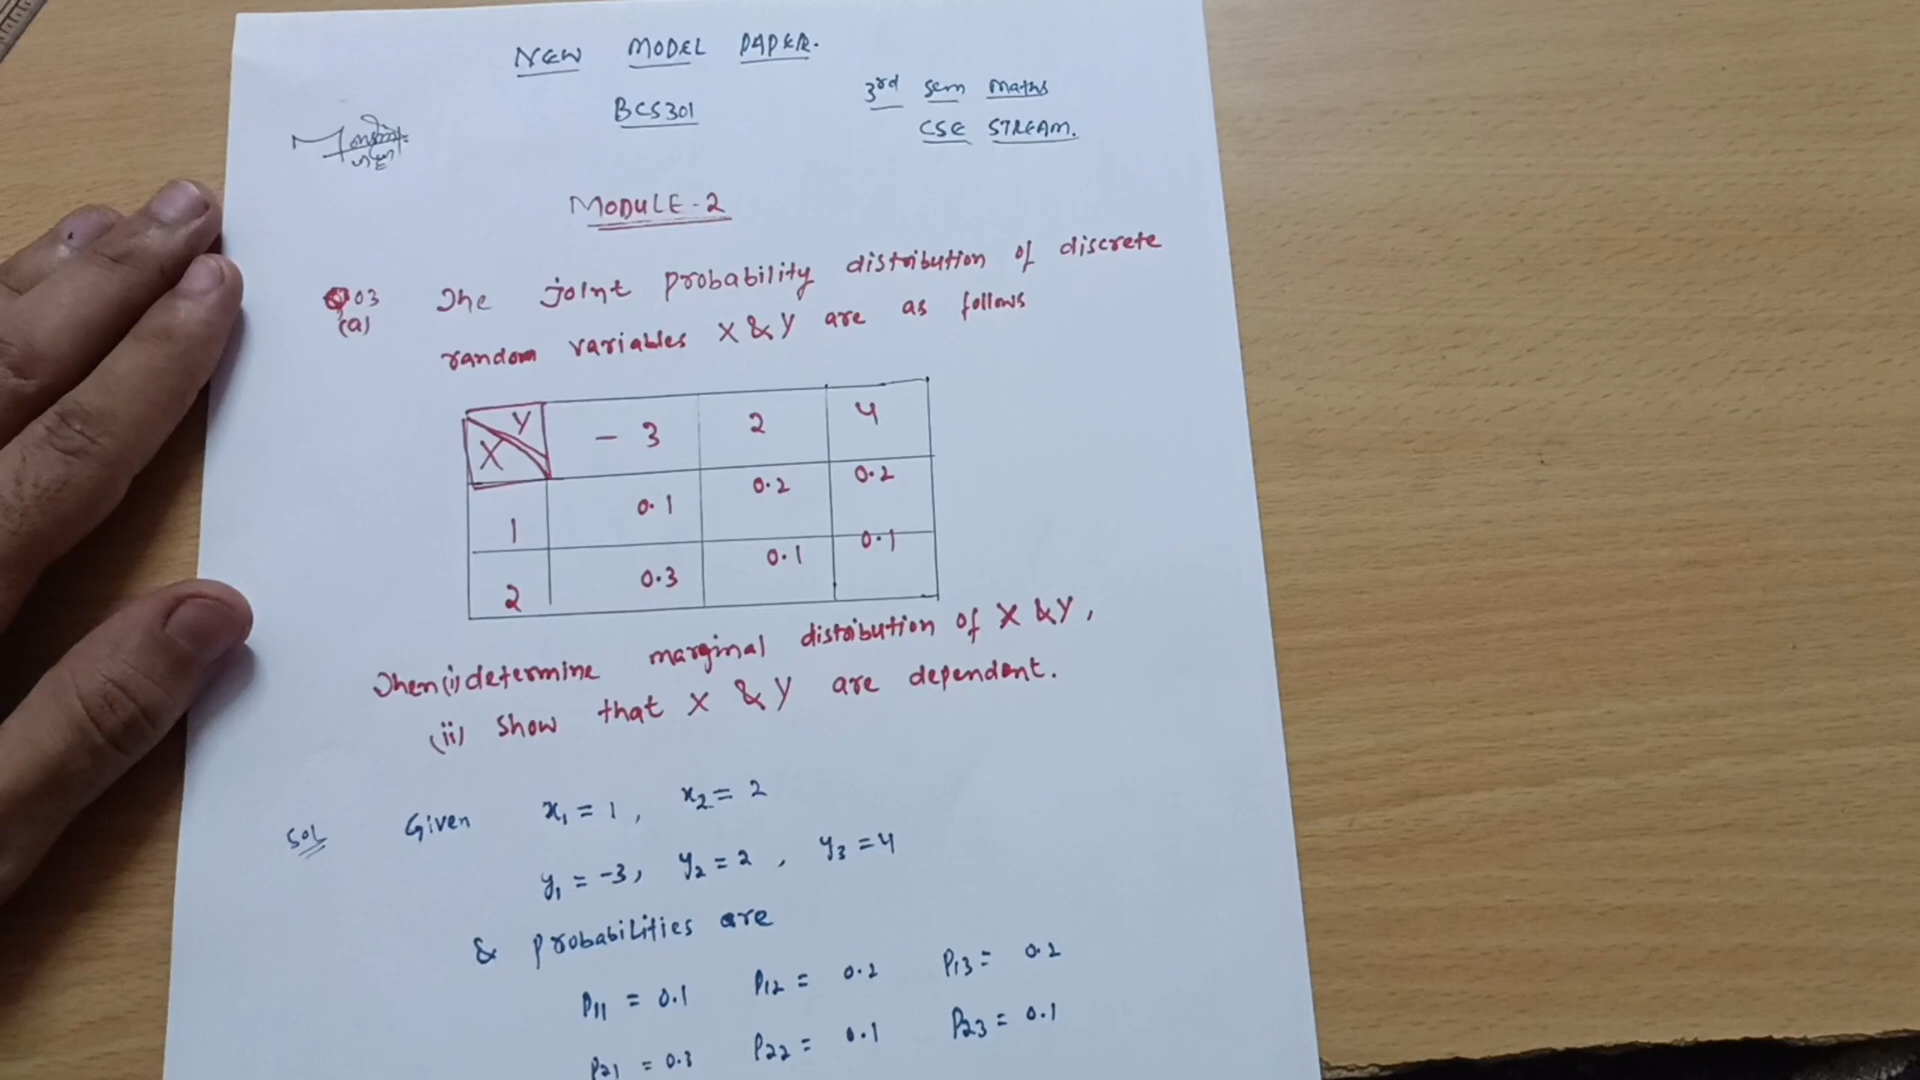 NEW MODEL PAPER.
BCS301
3rd sem Maths
CSE STREAM.
MODULE-2
Q03 (a) The joint probability distribution of discrete
random variables X & Y are as follows
X Y - 3 2 4
1 0.1 0.2 0.2
2 0.3 0.1 0.1
Then (i) determine marginal distribution of X & Y,
(ii) Show that X & Y are dependent.
Sol Given x₁ = 1, x₂ = 2
y₁ = -3, y₂ = 2, y₃ = 4
& probabilities are
P11 = 0.1 P12 = 0.2 P13 = 0.2
P21 = 0.3 P22 = 0.1 P23 = 0.1